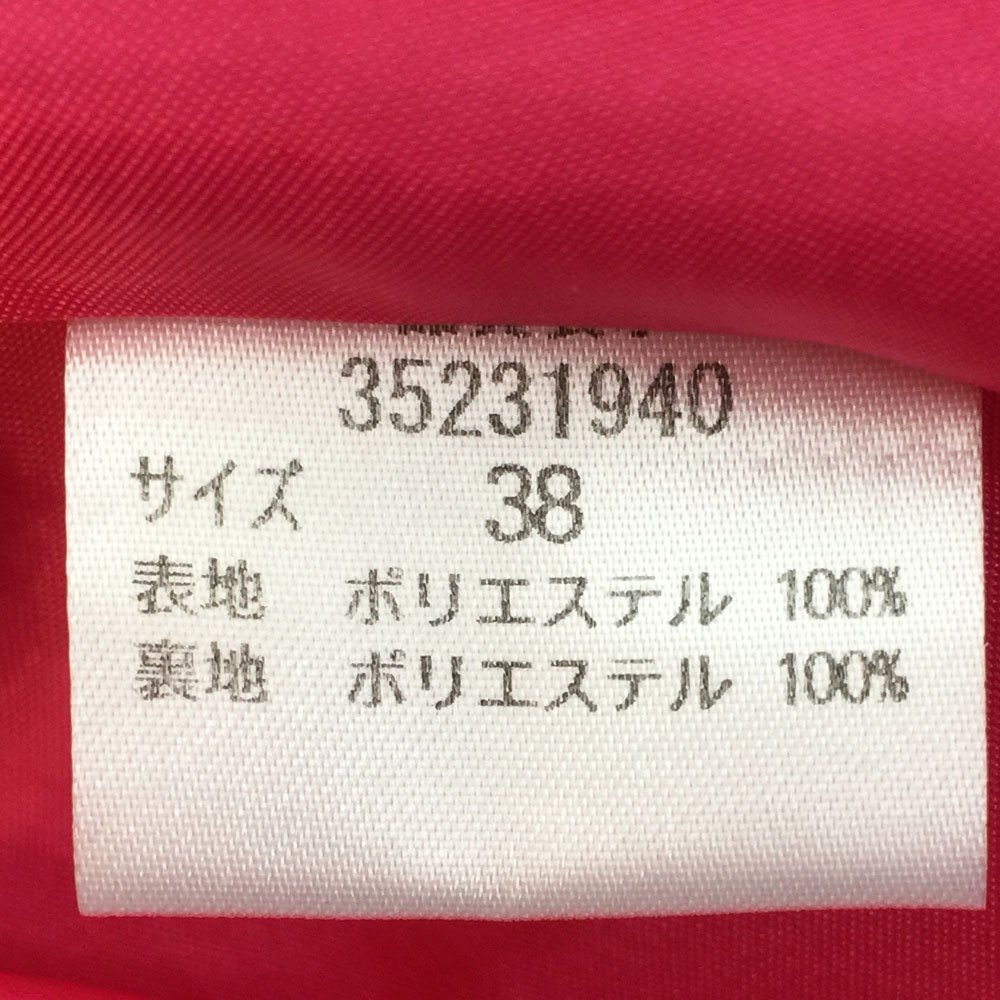 35231940
サイズ 38
表地 ポリエステル 100%
裏地 ポリエステル 100%